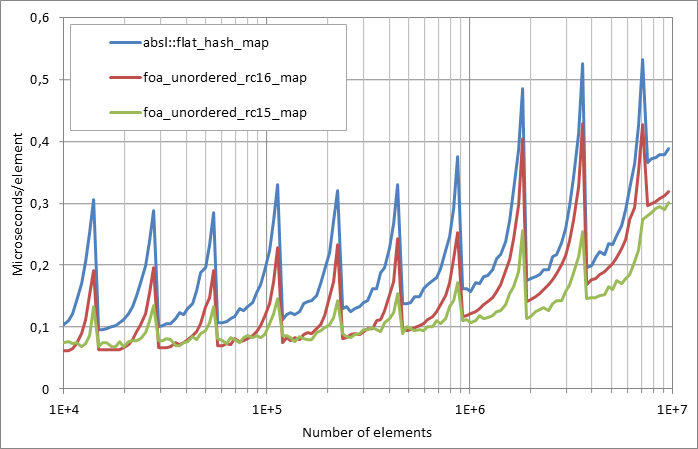 0,6
absl::flat_hash_map
foa_unordered_rc16_map
foa_unordered_rc15_map
0,5
0,4
0,3
0,2
0,1
0
Microseconds/element
1E+4 1E+5 1E+6 1E+7
Number of elements